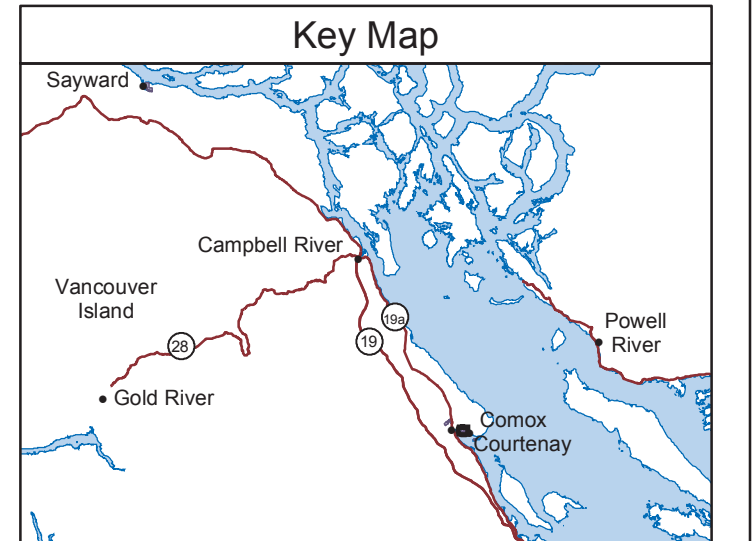 Key Map
Sayward
Campbell River
Vancouver
Island
19a
Powell
River
28
19
Gold River
Comox
Courtenay